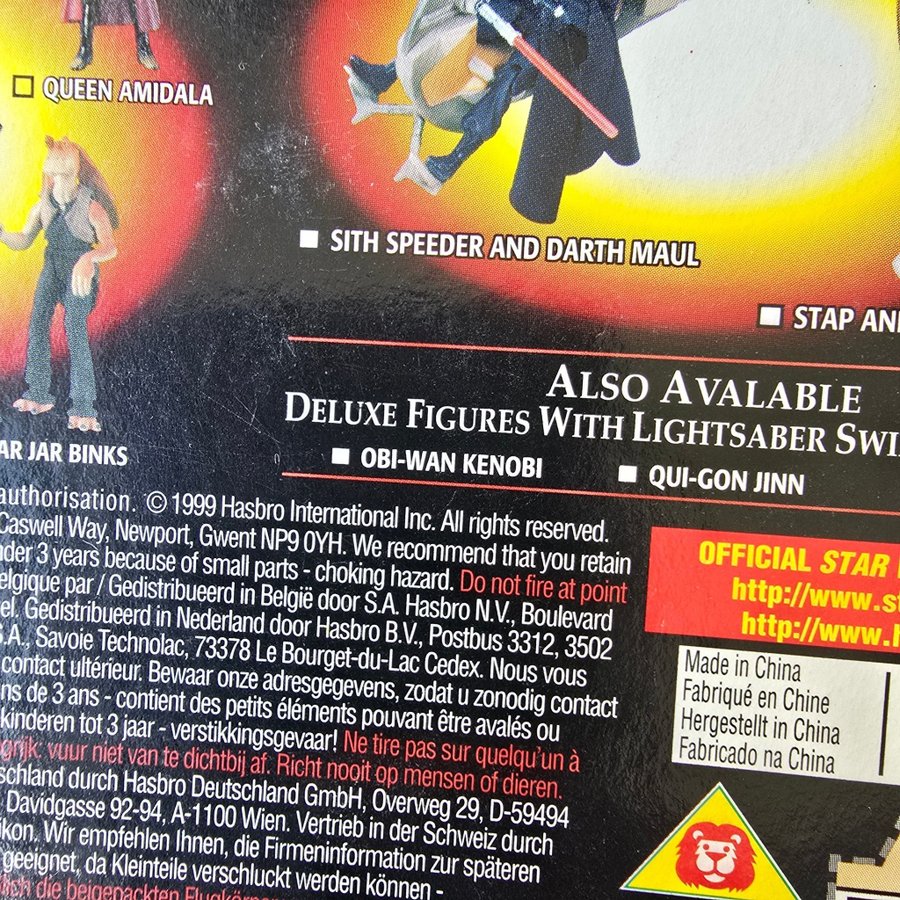 QUEEN AMIDALA
SITH SPEEDER AND DARTH MAUL
STAP AN
AR JAR BINKS
ALSO AVALABLE
DELUXE FIGURES WITH LIGHTSABER SWI
OBI-WAN KENOBI
QUI-GON JINN
authorisation. © 1999 Hasbro International Inc. All rights reserved.
Caswell Way, Newport, Gwent NP9 0YH. We recommend that you retain
nder 3 years because of small parts - choking hazard. Do not fire at point
elgique par / Gedistribueerd in België door S.A. Hasbro N.V., Boulevard
el. Gedistribueerd in Nederland door Hasbro B.V., Postbus 3312, 3502
S.A., Savoie Technolac, 73378 Le Bourget-du-Lac Cedex. Nous vous
contact ultérieur. Bewaar onze adresgegevens, zodat u zonodig contact
ns de 3 ans - contient des petits éléments pouvant être avalés ou
kinderen tot 3 jaar - verstikkingsgevaar! Ne tire pas sur quelqu'un à
grijk: vuur niet van te dichtbij af. Richt nooit op mensen of dieren.
schland durch Hasbro Deutschland GmbH, Overweg 29, D-59494
Davidgasse 92-94, A-1100 Wien. Vertrieb in der Schweiz durch
ikon. Wir empfehlen Ihnen, die Firmeninformation zur späteren
geeignet, da Kleinteile verschluckt werden können -
lich die beigepackten Flugkörper
OFFICIAL STAR
http://www.st
http://www.h
Made in China
Fabriqué en Chine
Hergestellt in China
Fabricado na China